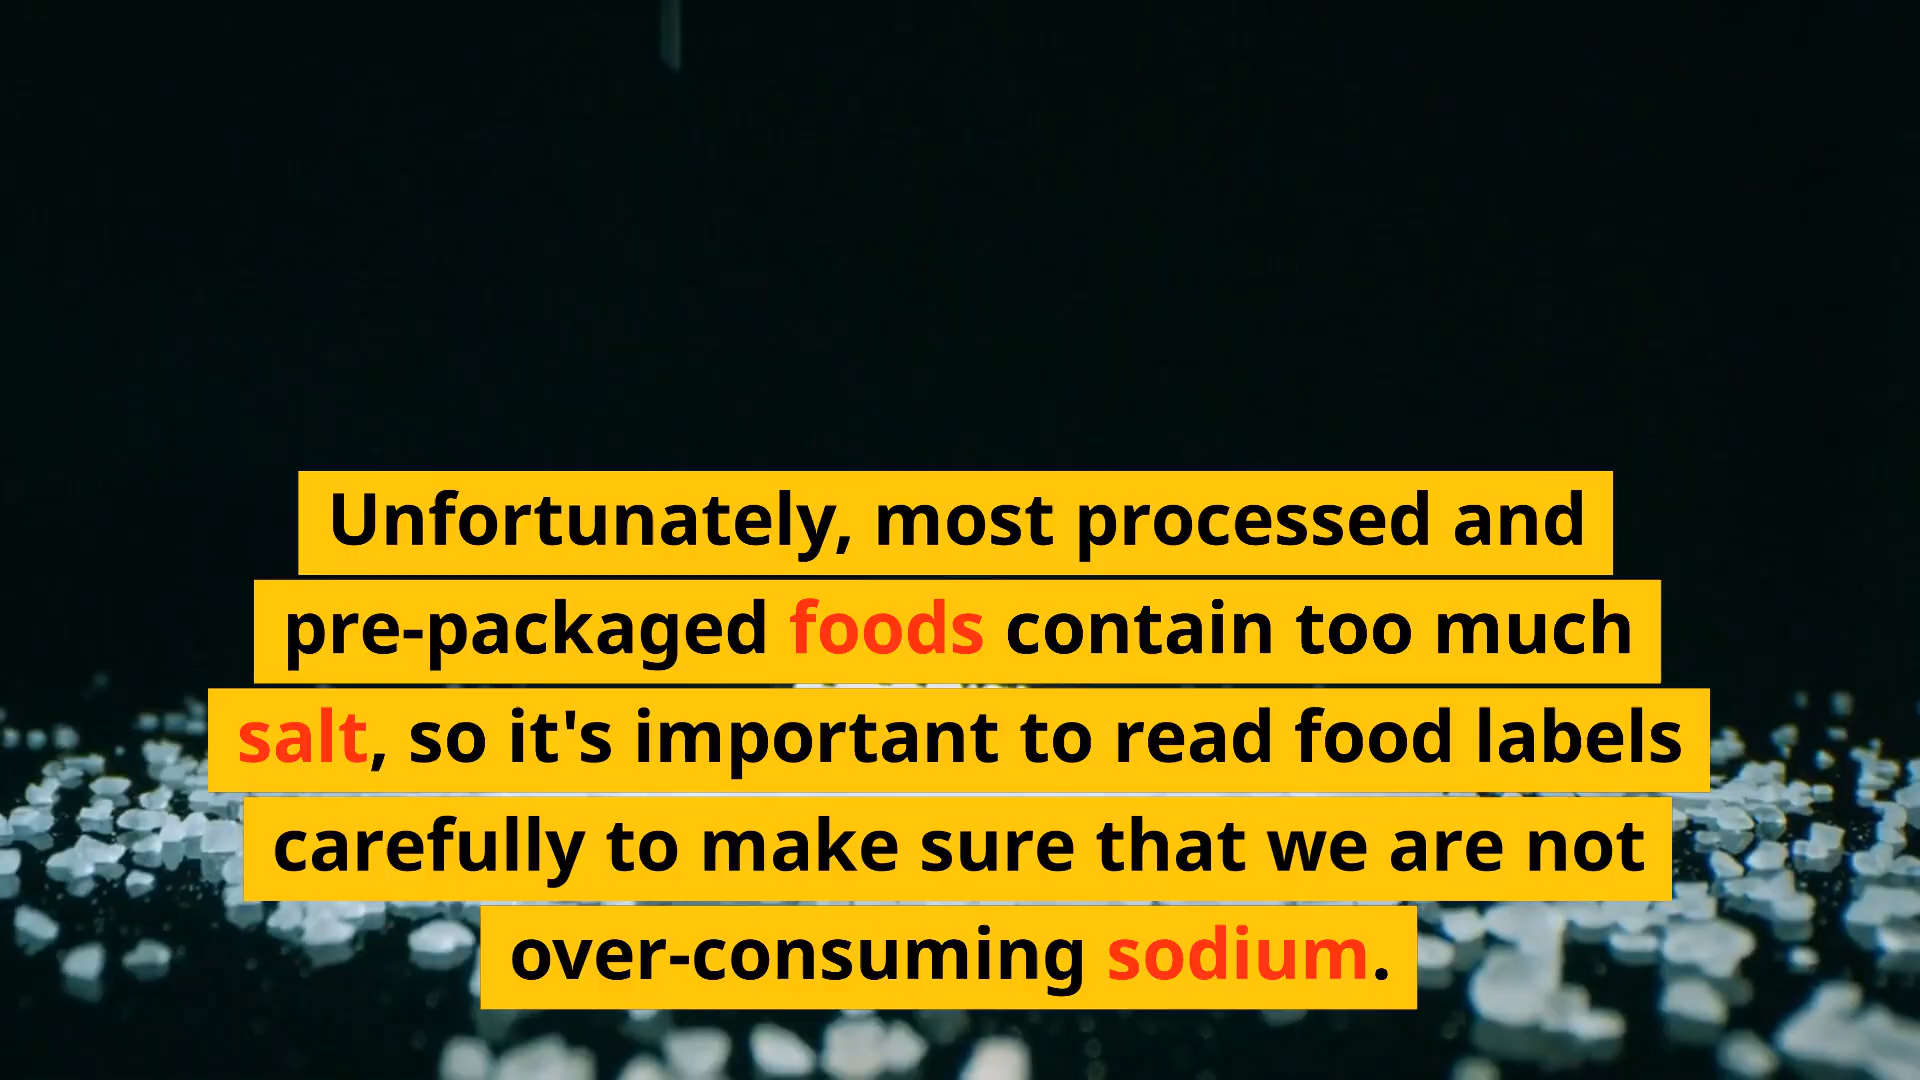 Unfortunately, most processed and
pre-packaged foods contain too much
salt, so it's important to read food labels
carefully to make sure that we are not
over-consuming sodium.